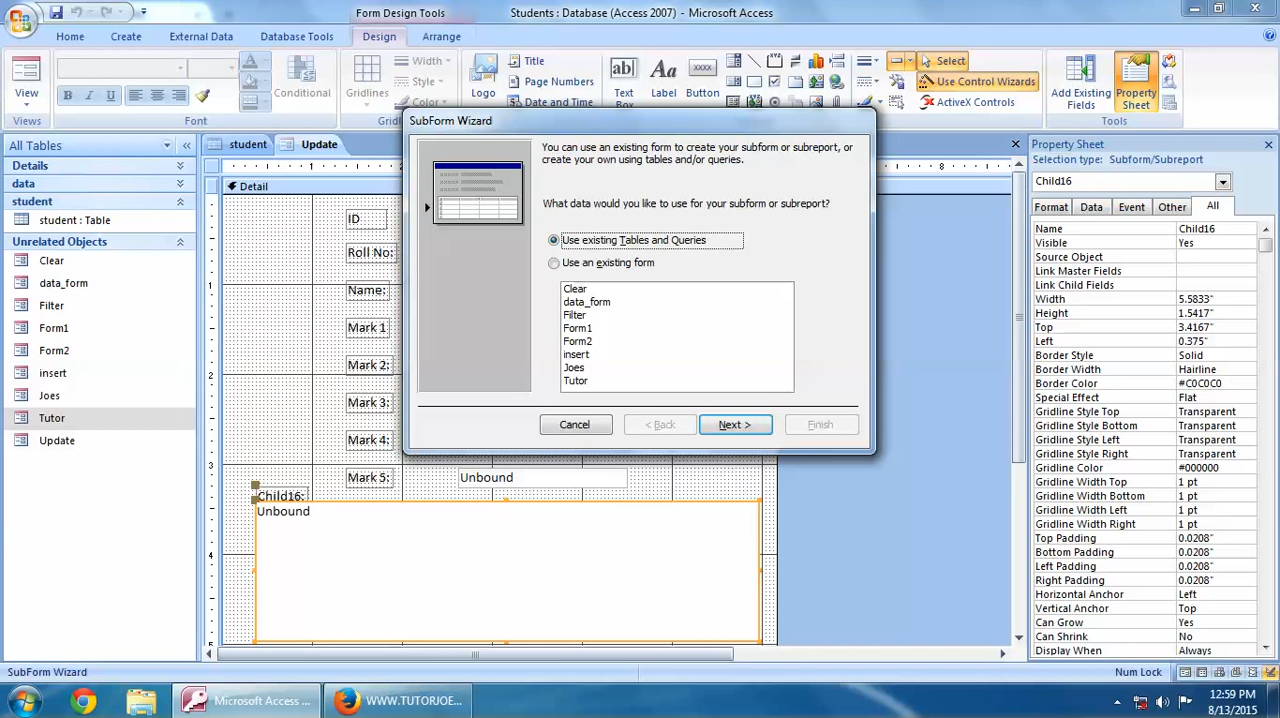 Form Design Tools
Students : Database (Access 2007) - Microsoft Access
Home
Create
External Data
Database Tools
Design
Arrange
View
Views
B I U
Conditional
Font
Gridlines
Width
Style
Color
Logo
Title
Page Numbers
Date and Time
Text
Label
Button
Select
Use Control Wizards
ActiveX Controls
Add Existing
Fields
Property
Sheet
Tools
All Tables
Details
data
student
student : Table
Unrelated Objects
Clear
data_form
Filter
Form1
Form2
insert
Joes
Tutor
Update
student
Update
Detail
ID
Roll No:
Name:
Mark 1
Mark 2:
Mark 3:
Mark 4:
Mark 5:
Unbound
Child16:
Unbound
SubForm Wizard
You can use an existing form to create your subform or subreport, or
create your own using tables and/or queries.
What data would you like to use for your subform or subreport?
Use existing Tables and Queries
Use an existing form
Clear
data_form
Filter
Form1
Form2
insert
Joes
Tutor
Cancel
< Back
Next >
Finish
Property Sheet
Selection type: Subform/Subreport
Child16
Format
Data
Event
Other
All
Name Child16
Visible Yes
Source Object
Link Master Fields
Link Child Fields
Width 5.5833"
Height 1.5417"
Top 3.4167"
Left 0.375"
Border Style Solid
Border Width Hairline
Border Color #C0C0C0
Special Effect Flat
Gridline Style Top Transparent
Gridline Style Bottom Transparent
Gridline Style Left Transparent
Gridline Style Right Transparent
Gridline Color #000000
Gridline Width Top 1 pt
Gridline Width Bottom 1 pt
Gridline Width Left 1 pt
Gridline Width Right 1 pt
Top Padding 0.0208"
Bottom Padding 0.0208"
Left Padding 0.0208"
Right Padding 0.0208"
Horizontal Anchor Left
Vertical Anchor Top
Can Grow Yes
Can Shrink No
Display When Always
SubForm Wizard
Num Lock
Microsoft Access ...
WWW.TUTORJOE...
12:59 PM
8/13/2015